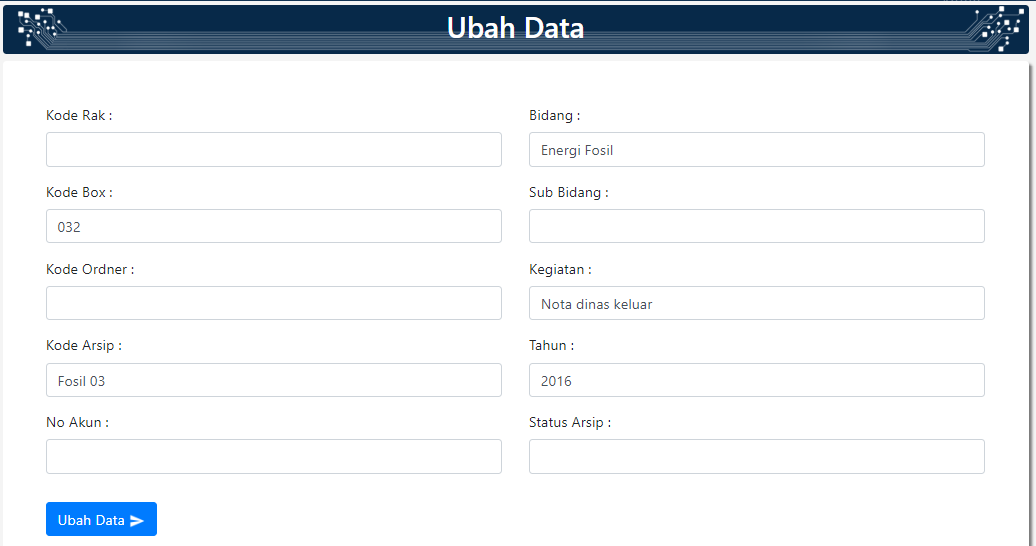 Ubah Data
Kode Rak :
Bidang :
Energi Fosil
Kode Box :
Sub Bidang :
032
Kode Ordner :
Kegiatan :
Nota dinas keluar
Kode Arsip :
Tahun :
Fosil 03
2016
No Akun :
Status Arsip :
Ubah Data